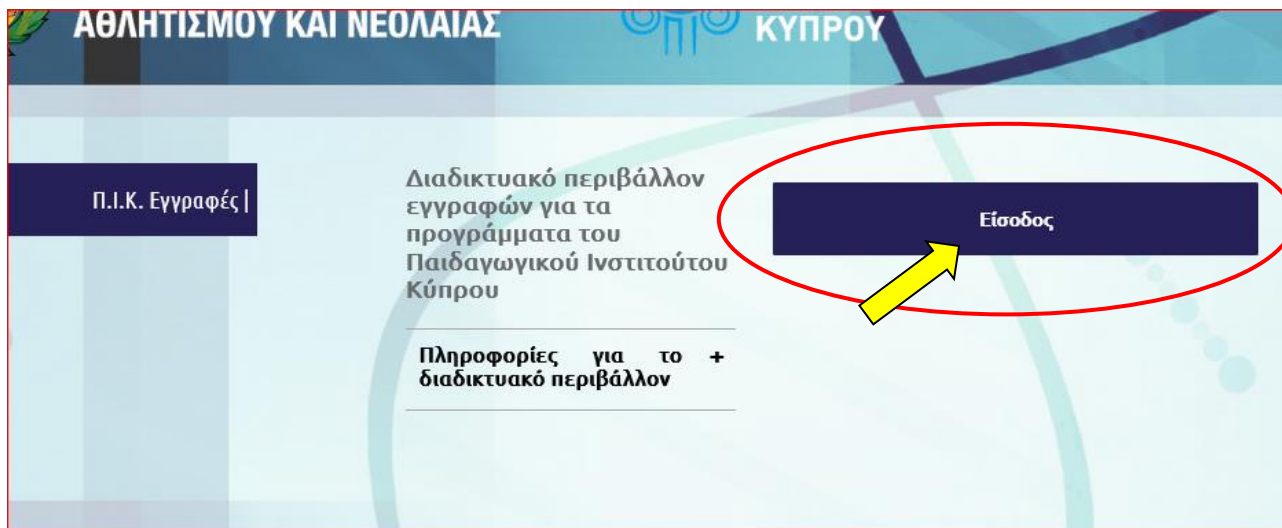 ΑΘΛΗΤΙΣΜΟΥ ΚΑΙ ΝΕΟΛΑΙΑΣ
ΚΥΠΡΟΥ
Π.Ι.Κ. Εγγραφές|
Διαδικτυακό περιβάλλον
εγγραφών για τα
προγράμματα του
Παιδαγωγικού Ινστιτούτου
Κύπρου
Πληροφορίες για το +
διαδικτυακό περιβάλλον
Είσοδος